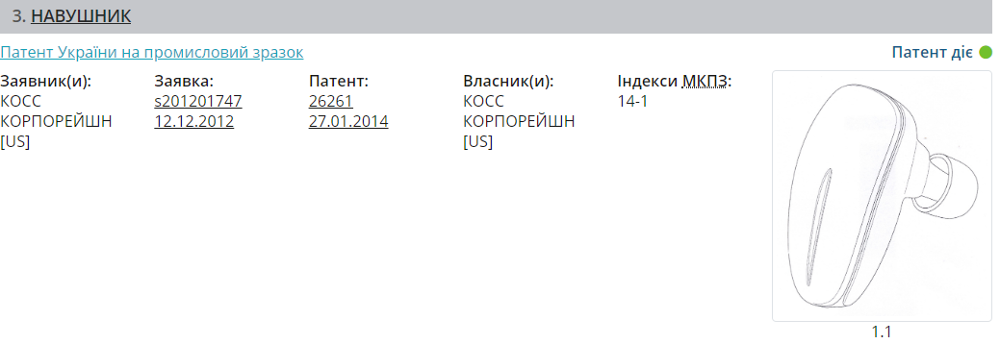 3. НАВУШНИК
Патент України на промисловий зразок
Патент діє
Заявник(и): Заявка: Патент: Власник(и): Індекси МКПЗ:
КОСС s201201747 26261 КОСС 14-1
КОРПОРЕЙШН 12.12.2012 27.01.2014 КОРПОРЕЙШН
[US] [US]
1.1